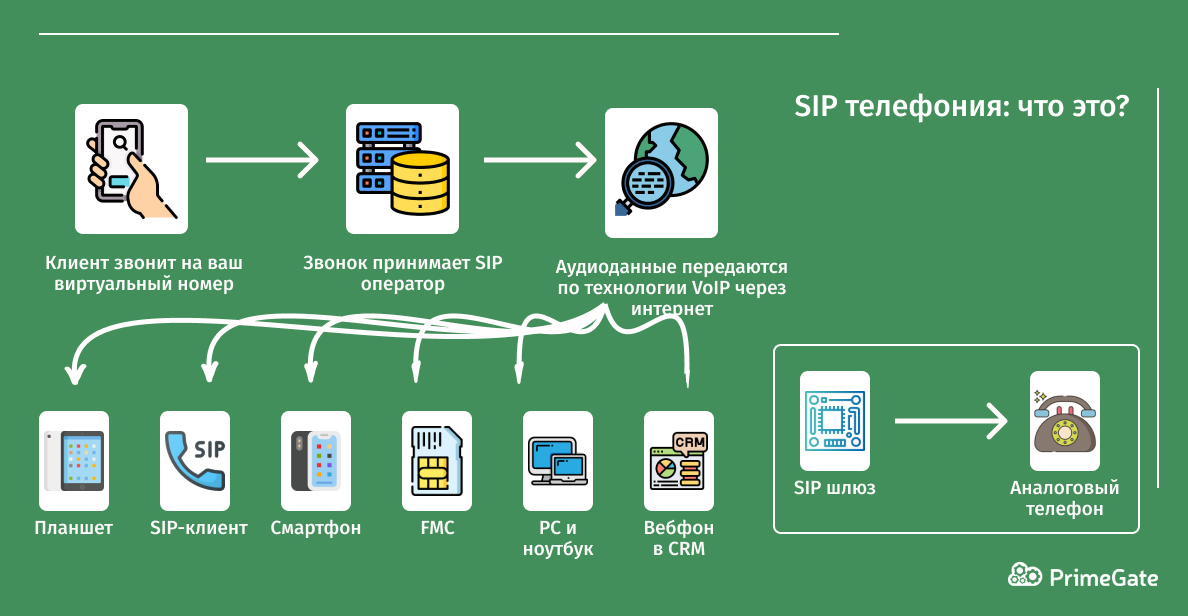 SIP телефония: что это?
Клиент звонит на ваш
виртуальный номер
Звонок принимает SIP
оператор
Аудиоданные передаются
по технологии VoIP через
интернет
SIP
CRM
Планшет
SIP-клиент
Смартфон
FMC
PC и
ноутбук
Вебфон
в CRM
SIP шлюз
Аналоговый
телефон
PrimeGate